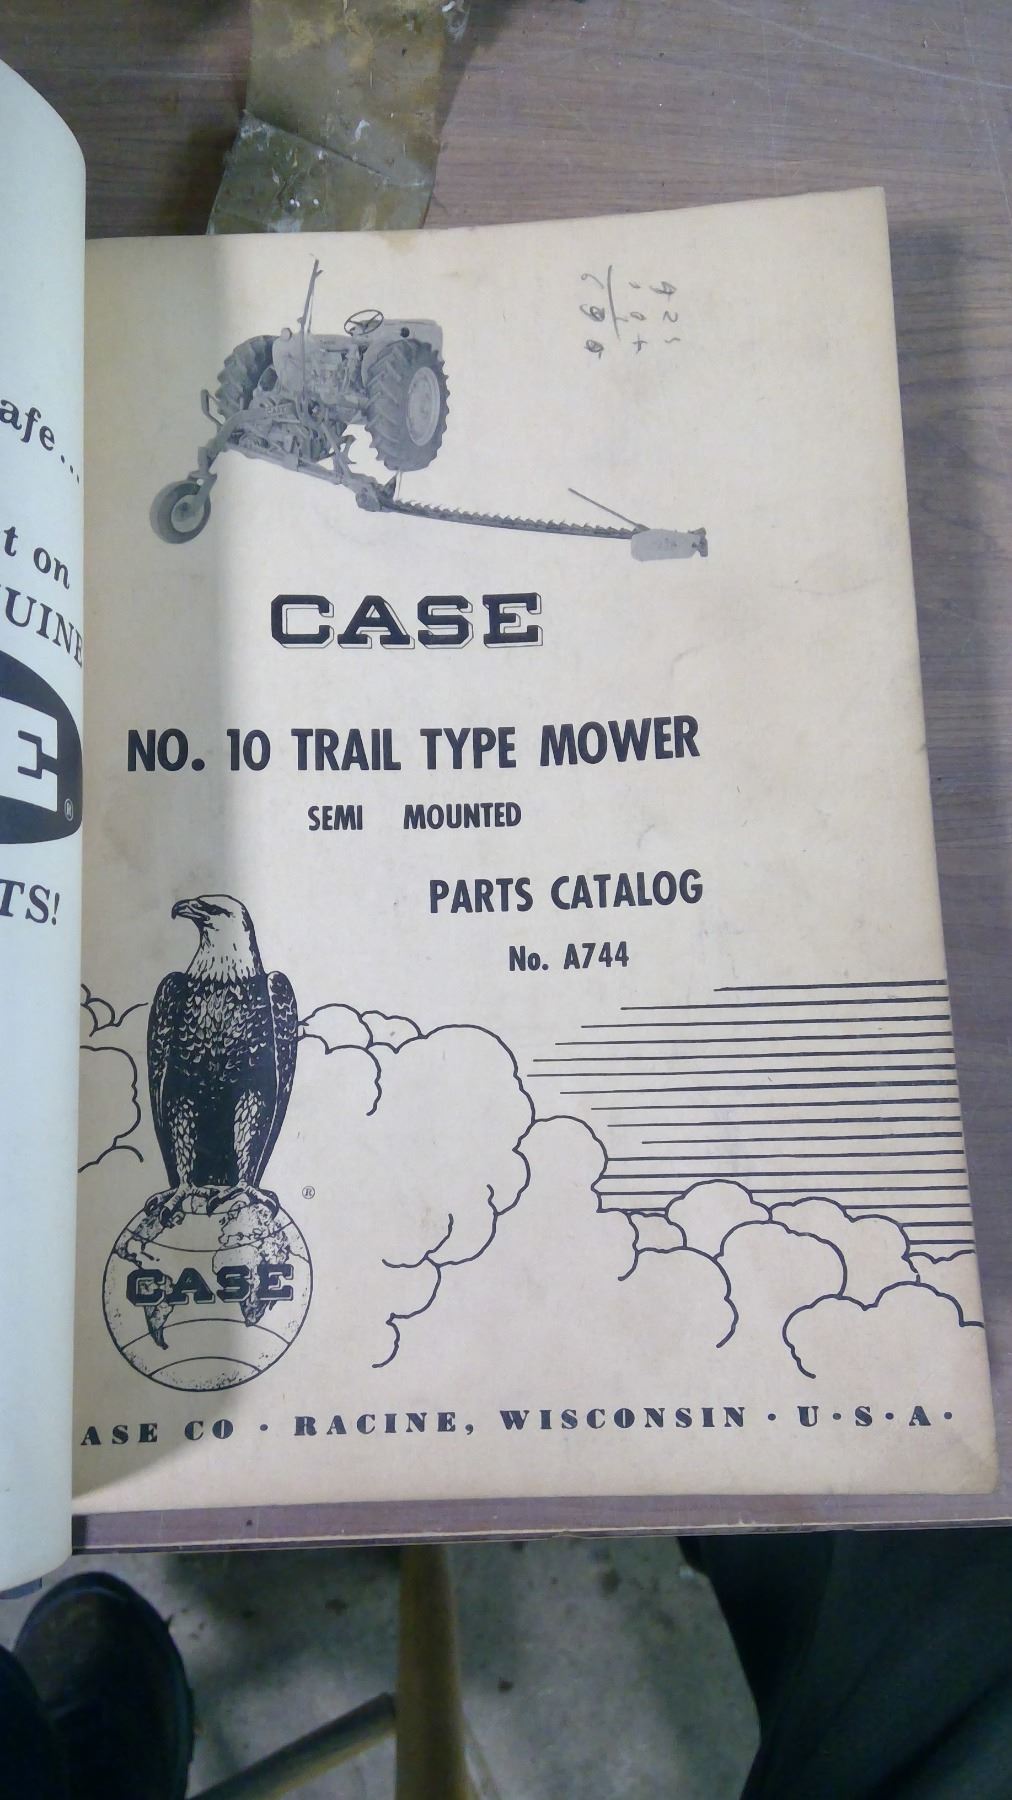 afe...
t on
UINE
E
®
TS!
CASE
NO. 10 TRAIL TYPE MOWER
SEMI MOUNTED
PARTS CATALOG
No. A744
®
CASE
ASE CO · RACINE, WISCONSIN · U·S·A·